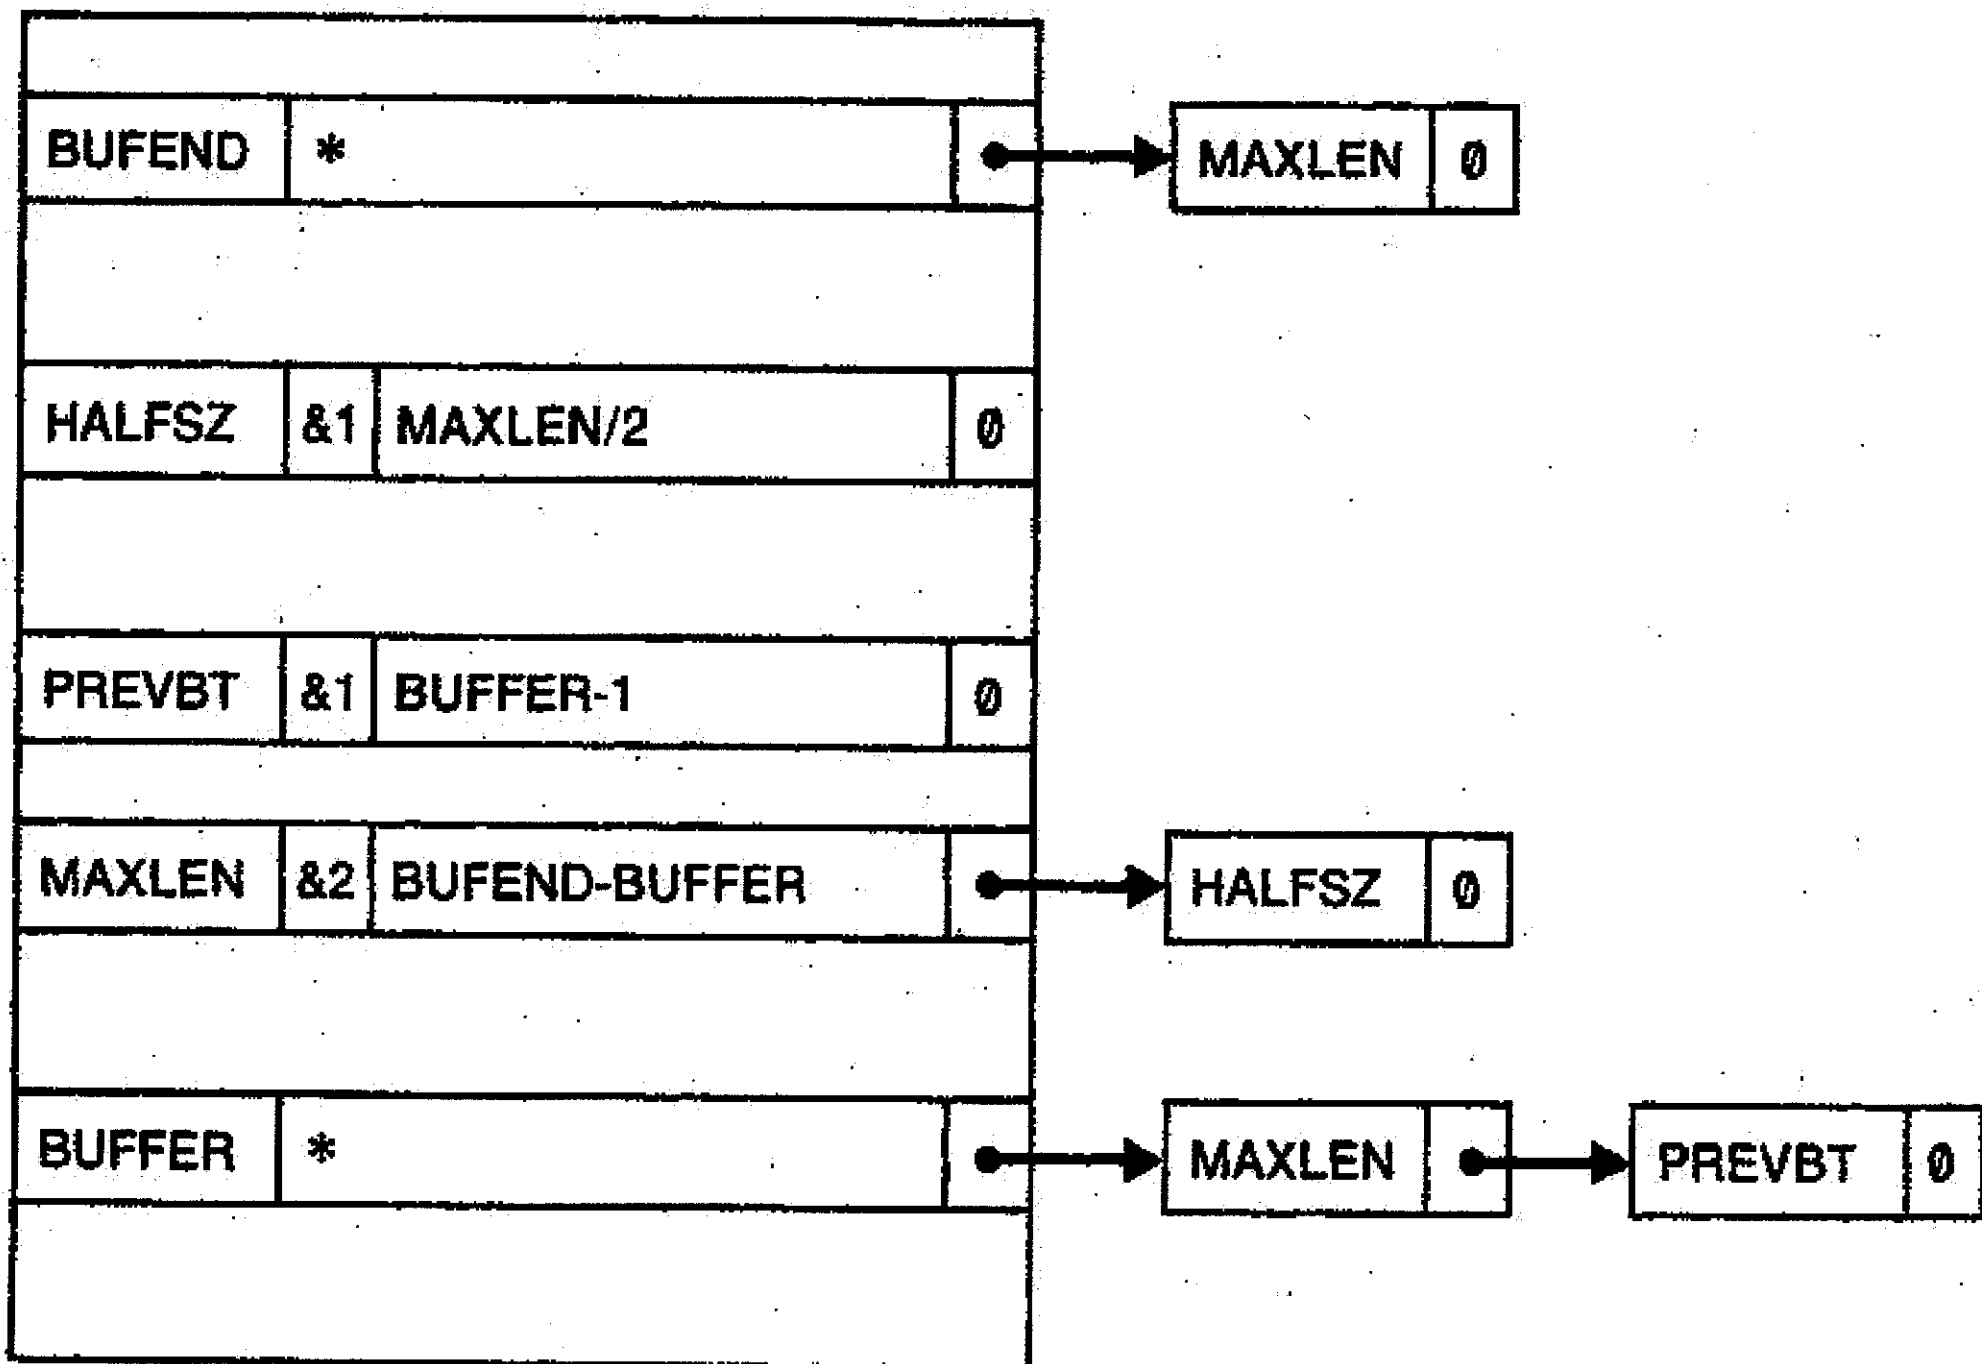 BUFEND * MAXLEN 0
HALFSZ &1 MAXLEN/2 0
PREVBT &1 BUFFER-1 0
MAXLEN &2 BUFEND-BUFFER HALFSZ 0
BUFFER * MAXLEN PREVBT 0